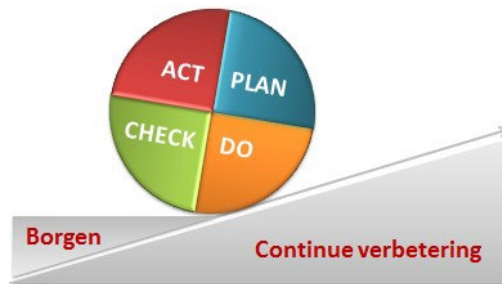 ACT
PLAN
CHECK
DO
Borgen
Continue verbetering